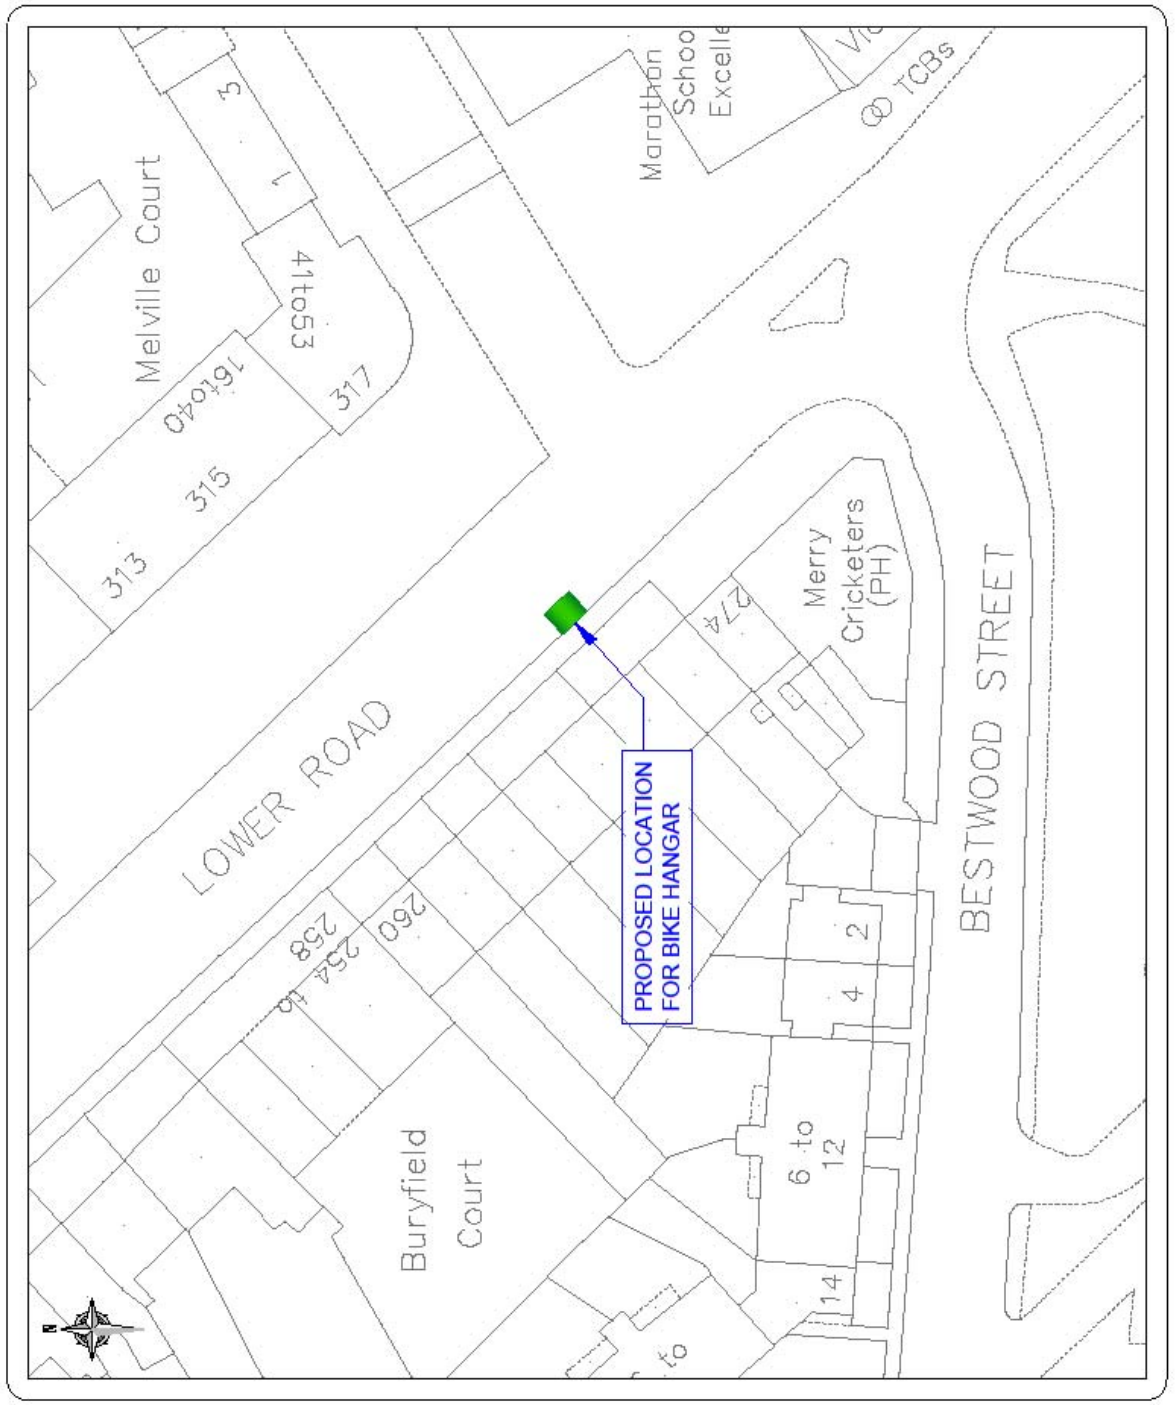 Marathon
Schoo
Excelle
Vic
TCBs
3
1
Melville Court
41to53
16to40
317
315
313
LOWER ROAD
Merry
Cricketers
(PH)
274
BESTWOOD STREET
PROPOSED LOCATION
FOR BIKE HANGAR
258
254 to
260
2
4
6 to
12
14
Buryfield
Court
to
N